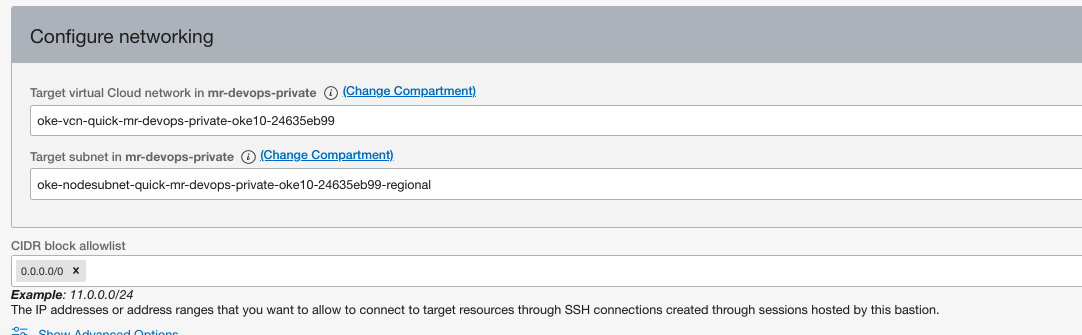 Configure networking
Target virtual Cloud network in mr-devops-private (Change Compartment)
oke-vcn-quick-mr-devops-private-oke10-24635eb99
Target subnet in mr-devops-private (Change Compartment)
oke-nodesubnet-quick-mr-devops-private-oke10-24635eb99-regional
CIDR block allowlist
0.0.0.0/0 x
Example: 11.0.0.0/24
The IP addresses or address ranges that you want to allow to connect to target resources through SSH connections created through sessions hosted by this bastion.
Show Advanced Options